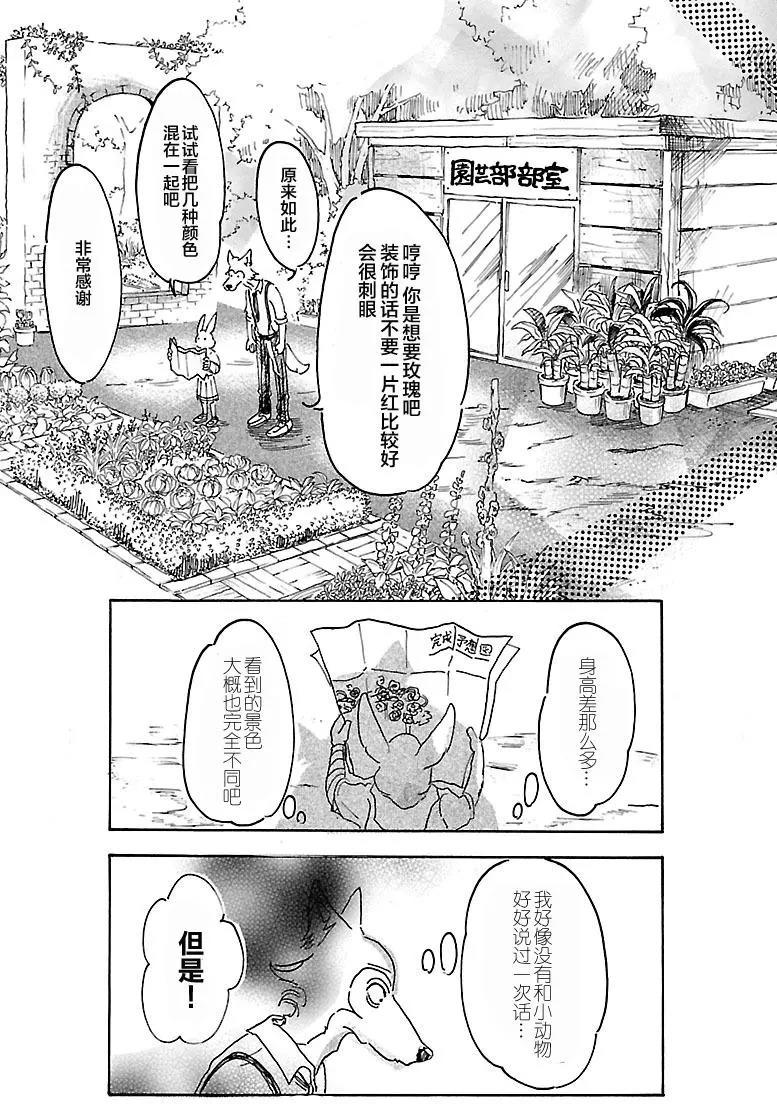 園芸部部室
哼哼 你是想要玫瑰吧
装饰的话不要一片红比较好
会很刺眼
原来如此…
试试看把几种颜色
混在一起吧
非常感谢
身高差那么多…
完成予想図
看到的景色
大概也完全不同吧
我好像没有和小动物
好好说过一次话…
但是！